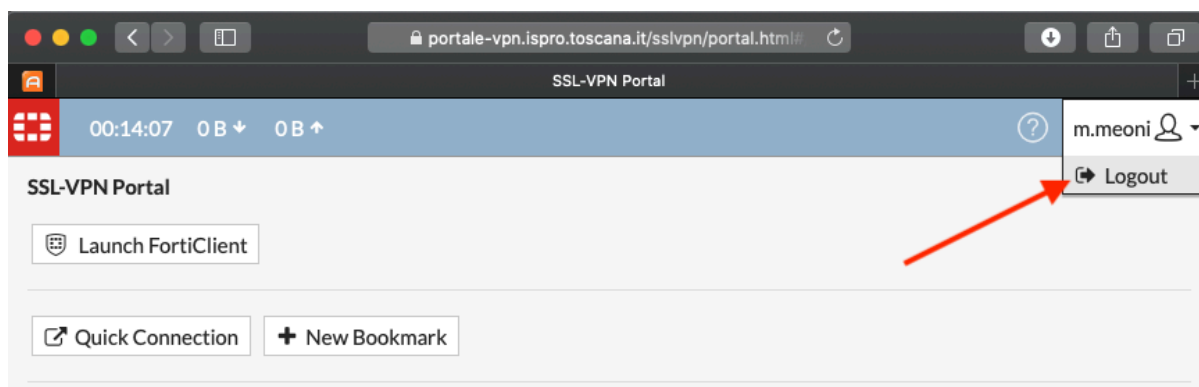 portale-vpn.ispro.toscana.it/sslvpn/portal.html#
SSL-VPN Portal
00:14:07 0 B 0 B m.meoni
Logout
SSL-VPN Portal
Launch FortiClient
Quick Connection New Bookmark